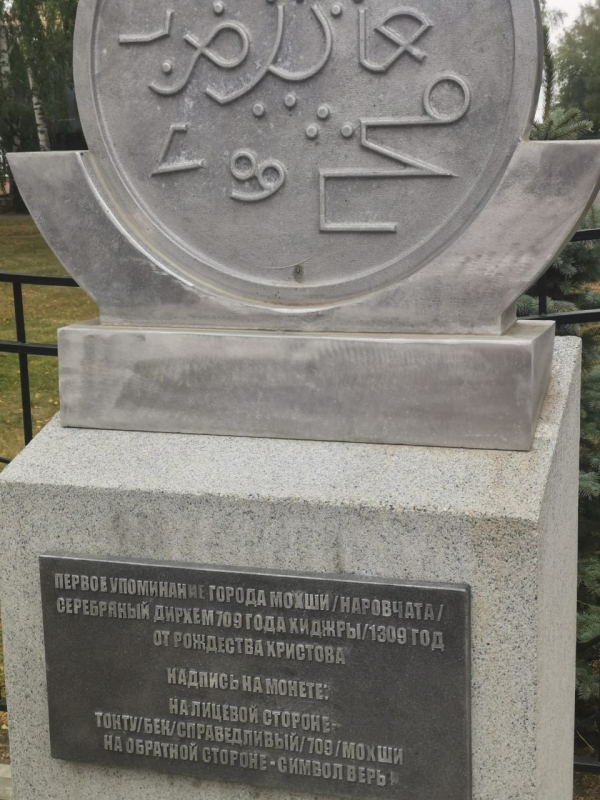 ПЕРВОЕ УПОМИНАНИЕ ГОРОДА МОХШИ/НАРОВЧАТА/
СЕРЕБРЯНЫЙ ДИРХЕМ 709 ГОДА ХИДЖРЫ/1309 ГОД
ОТ РОЖДЕСТВА ХРИСТОВА
НАДПИСЬ НА МОНЕТЕ:
НА ЛИЦЕВОЙ СТОРОНЕ-
ТОКТУ/БЕК/СПРАВЕДЛИВЫЙ/709/МОХШИ
НА ОБРАТНОЙ СТОРОНЕ - СИМВОЛ ВЕРЫ